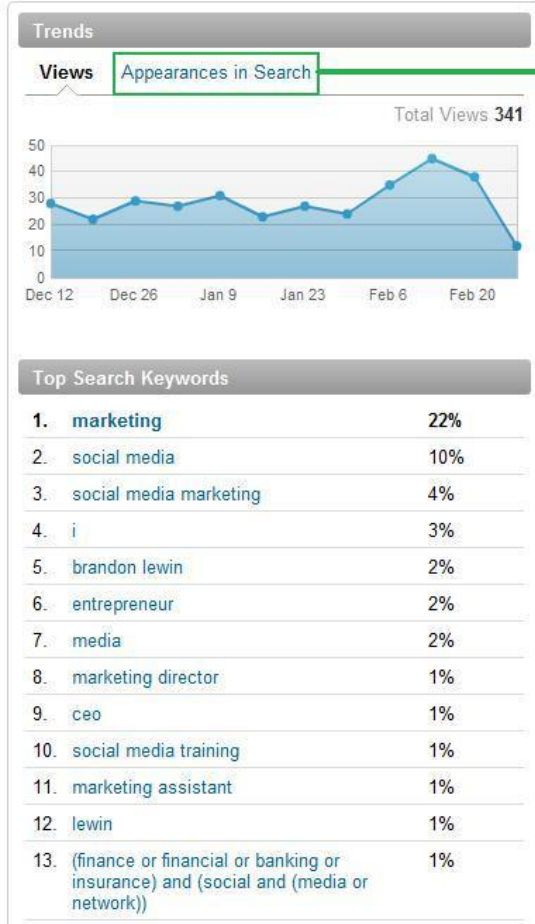 Trends
Views Appearances in Search
Total Views 341
50
40
30
20
10
0
Dec 12 Dec 26 Jan 9 Jan 23 Feb 6 Feb 20
Top Search Keywords
1. marketing 22%
2. social media 10%
3. social media marketing 4%
4. i 3%
5. brandon lewin 2%
6. entrepreneur 2%
7. media 2%
8. marketing director 1%
9. ceo 1%
10. social media training 1%
11. marketing assistant 1%
12. lewin 1%
13. (finance or financial or banking or 1%
insurance) and (social and (media or
network))